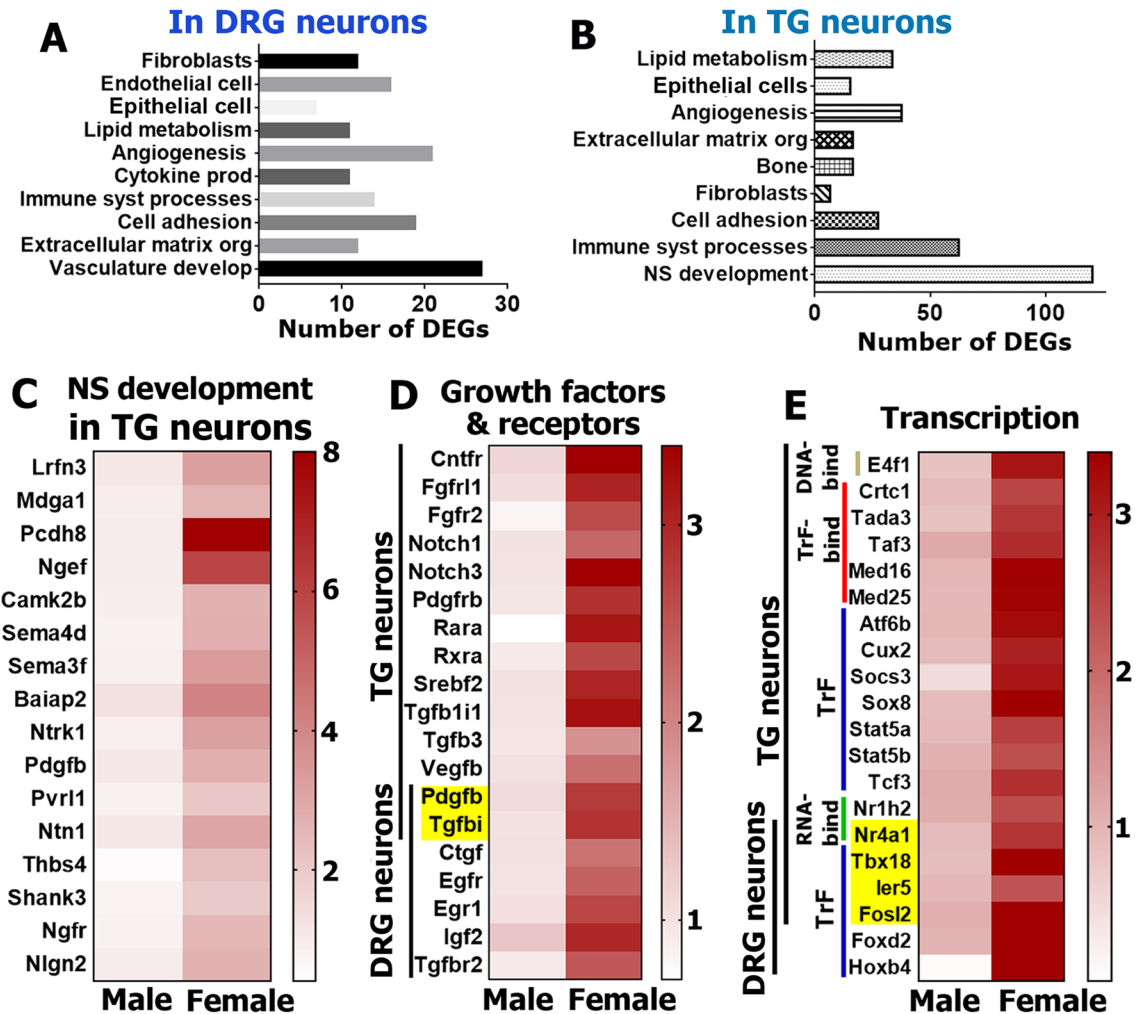 A
In DRG neurons
Fibroblasts
Endothelial cell
Epithelial cell
Lipid metabolism
Angiogenesis
Cytokine prod
Immune syst processes
Cell adhesion
Extracellular matrix org
Vasculature develop
0 10 20 30
Number of DEGs
B
In TG neurons
Lipid metabolism
Epithelial cells
Angiogenesis
Extracellular matrix org
Bone
Fibroblasts
Cell adhesion
Immune syst processes
NS development
0 50 100
Number of DEGs
C
NS development
in TG neurons
Lrfn3
Mdga1
Pcdh8
Ngef
Camk2b
Sema4d
Sema3f
Baiap2
Ntrk1
Pdgfb
Pvrl1
Ntn1
Thbs4
Shank3
Ngfr
Nlgn2
Male Female
8
6
4
2
D
Growth factors
& receptors
TG neurons
DRG neurons
Cntfr
Fgfrl1
Fgfr2
Notch1
Notch3
Pdgfrb
Rara
Rxra
Srebf2
Tgfb1i1
Tgfb3
Vegfb
Pdgfb
Tgfbi
Ctgf
Egfr
Egr1
Igf2
Tgfbr2
Male Female
3
2
1
E
Transcription
TG neurons
DRG neurons
DNA-
bind
TrF-
bind
TrF
RNA-
bind
TrF
E4f1
Crtc1
Tada3
Taf3
Med16
Med25
Atf6b
Cux2
Socs3
Sox8
Stat5a
Stat5b
Tcf3
Nr1h2
Nr4a1
Tbx18
Ier5
Fosl2
Foxd2
Hoxb4
Male Female
3
2
1